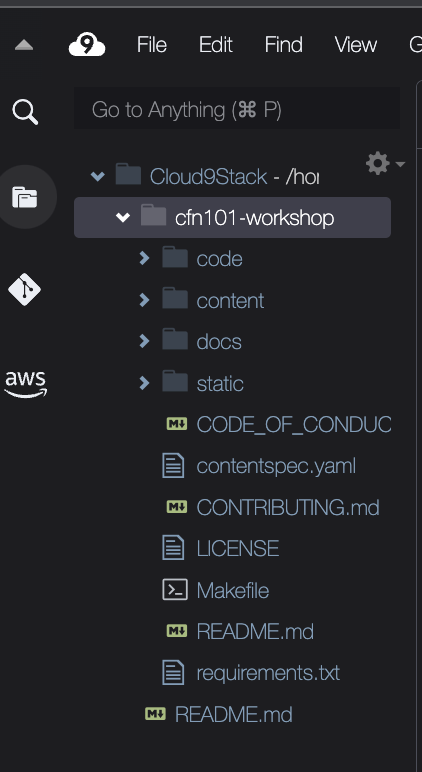 9 File Edit Find View G
Go to Anything (⌘ P)
Cloud9Stack - /hor
cfn101-workshop
code
content
docs
aws
static
CODE_OF_CONDUC
contentspec.yaml
CONTRIBUTING.md
LICENSE
Makefile
README.md
requirements.txt
README.md